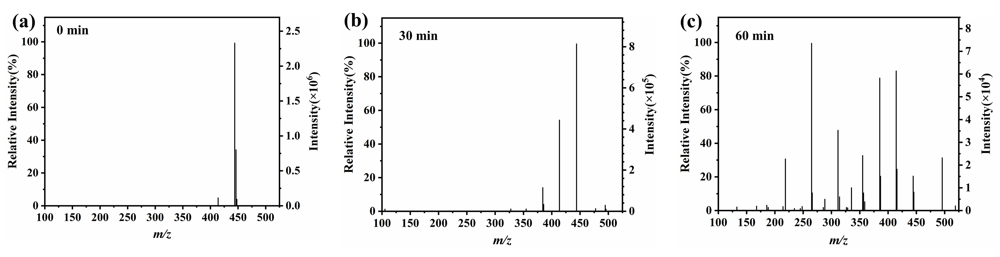 (a)
0 min
Relative Intensity(%)
100
80
60
40
20
0
2.5
2.0
1.5
1.0
0.5
0.0
Intensity(×10⁶)
100 150 200 250 300 350 400 450 500
m/z
(b)
30 min
Relative Intensity(%)
100
80
60
40
20
0
8
6
4
2
0
Intensity(×10⁵)
100 150 200 250 300 350 400 450 500
m/z
(c)
60 min
Relative Intensity(%)
100
80
60
40
20
0
8
7
6
5
4
3
2
1
0
Intensity(×10⁴)
100 150 200 250 300 350 400 450 500
m/z